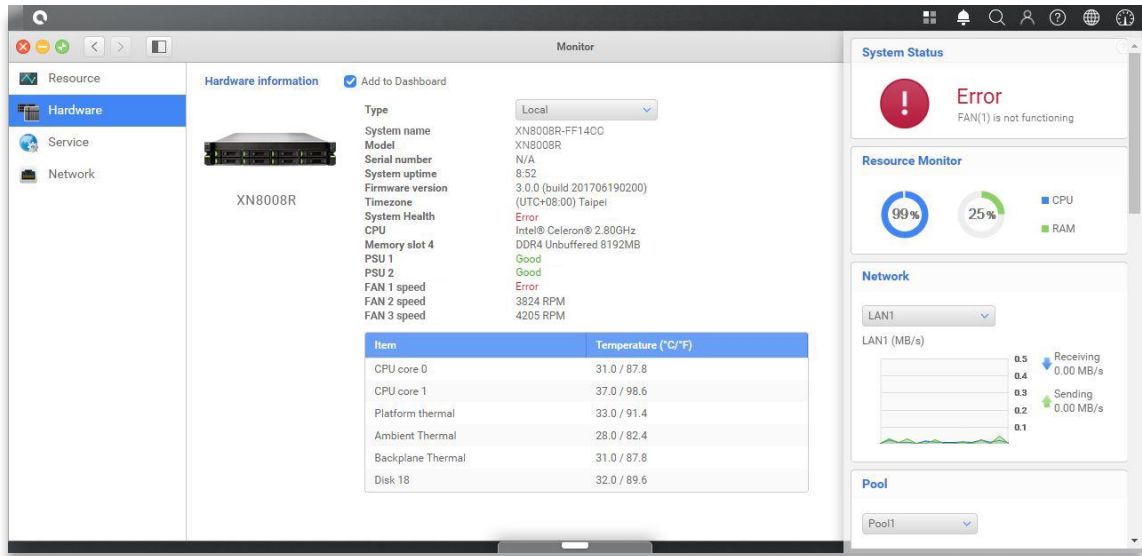 Monitor
Resource
Hardware
Service
Network
Hardware information
Add to Dashboard
XN8008R
Type Local
System name XN8008R-FF14CC
Model XN8008R
Serial number N/A
System uptime 8:52
Firmware version 3.0.0 (build 201706190200)
Timezone (UTC+08:00) Taipei
System Health Error
CPU Intel® Celeron® 2.80GHz
Memory slot 4 DDR4 Unbuffered 8192MB
PSU 1 Good
PSU 2 Good
FAN 1 speed Error
FAN 2 speed 3824 RPM
FAN 3 speed 4205 RPM
Item Temperature (°C/°F)
CPU core 0 31.0 / 87.8
CPU core 1 37.0 / 98.6
Platform thermal 33.0 / 91.4
Ambient Thermal 28.0 / 82.4
Backplane Thermal 31.0 / 87.8
Disk 18 32.0 / 89.6
System Status
Error
FAN(1) is not functioning
Resource Monitor
99%
25%
CPU
RAM
Network
LAN1
LAN1 (MB/s)
0.5
0.4
0.3
0.2
0.1
Receiving
0.00 MB/s
Sending
0.00 MB/s
Pool
Pool1